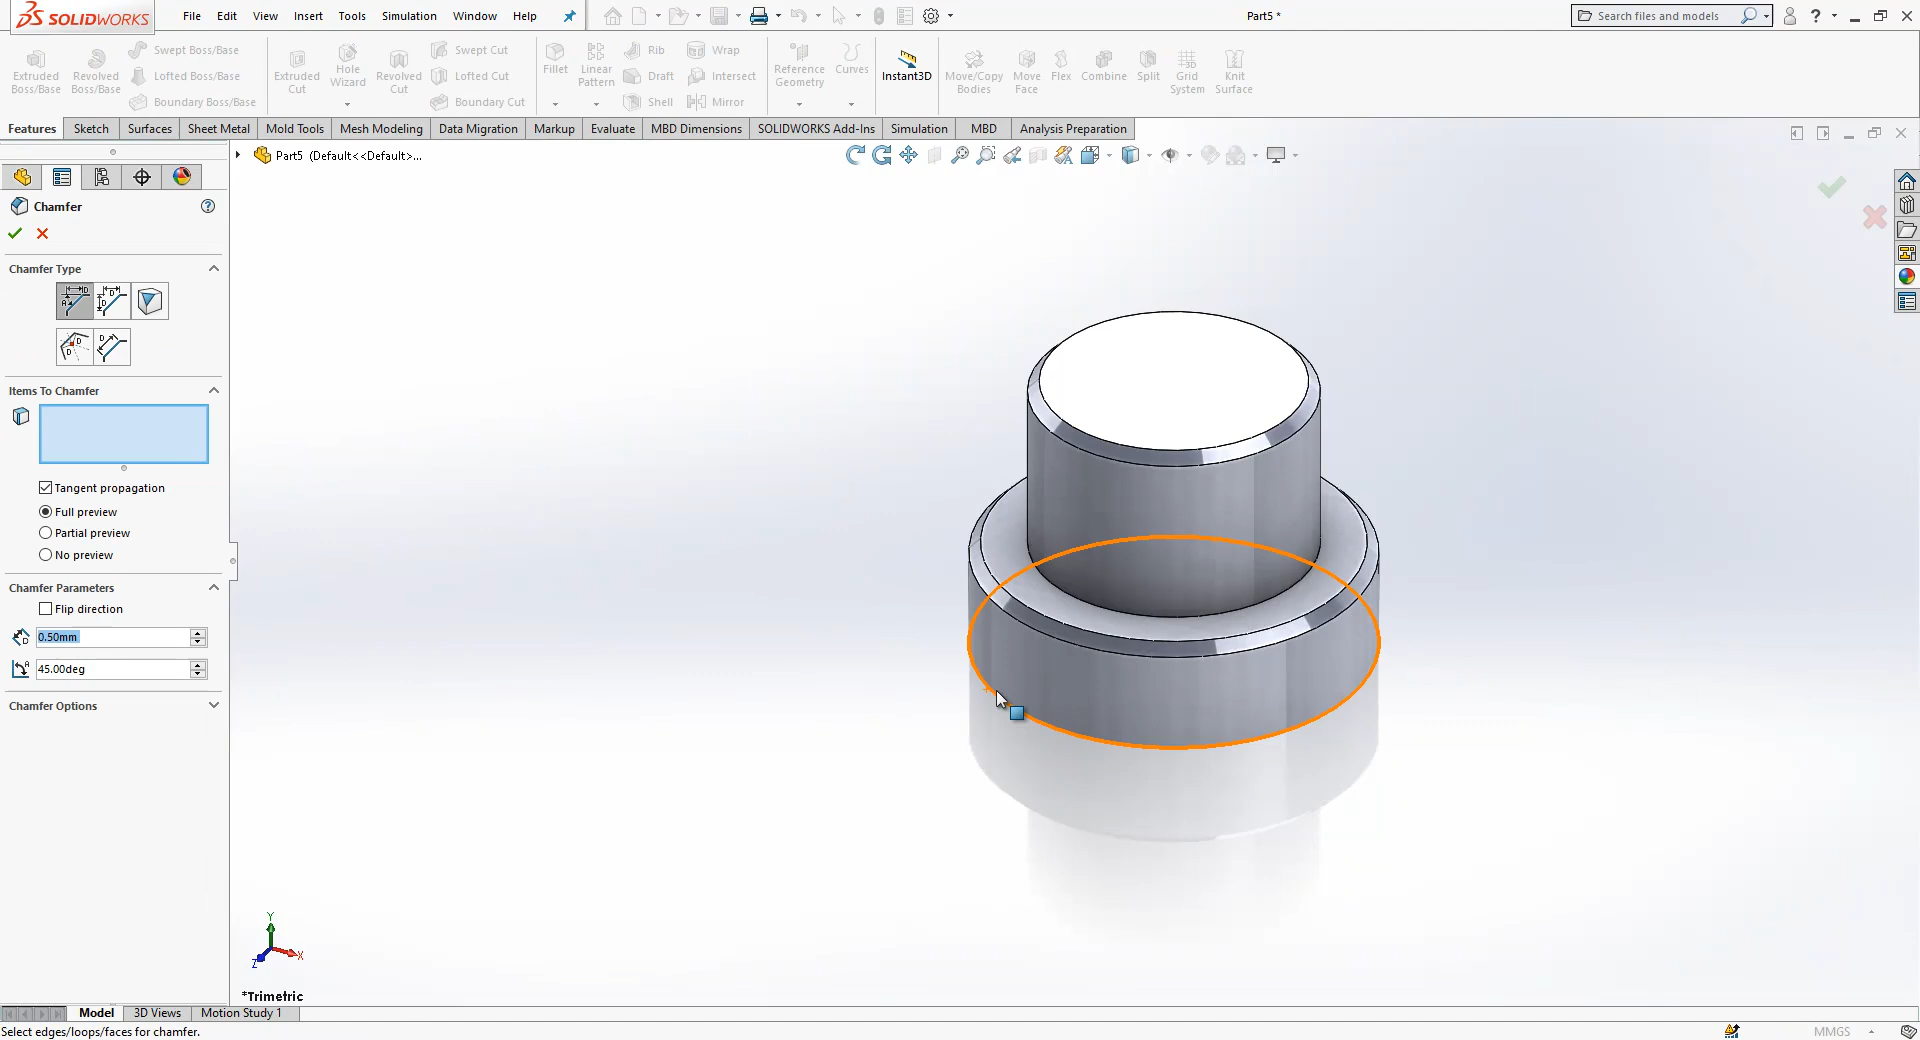 SOLIDWORKS
File Edit View Insert Tools Simulation Window Help
Part5 *
Search files and models
?
Extruded Boss/Base
Revolved Boss/Base
Swept Boss/Base
Lofted Boss/Base
Boundary Boss/Base
Extruded Cut
Hole Wizard
Revolved Cut
Swept Cut
Lofted Cut
Boundary Cut
Fillet
Linear Pattern
Rib
Draft
Shell
Wrap
Intersect
Mirror
Reference Geometry
Curves
Instant3D
Move/Copy Bodies
Move Face
Flex
Combine
Split
Grid System
Knit Surface
Features Sketch Surfaces Sheet Metal Mold Tools Mesh Modeling Data Migration Markup Evaluate MBD Dimensions SOLIDWORKS Add-Ins Simulation MBD Analysis Preparation
Part5 (Default<<Default>...
Chamfer
?
Chamfer Type
Items To Chamfer
Tangent propagation
Full preview
Partial preview
No preview
Chamfer Parameters
Flip direction
0.50mm
45.00deg
Chamfer Options
Y
X
Z
*Trimetric
Model 3D Views Motion Study 1
Select edges/loops/faces for chamfer.
MMGS